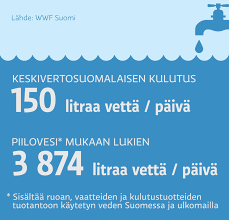 Lähde: WWF Suomi
KESKIVERTOSUOMALAISEN KULUTUS
150 litraa vettä / päivä
PIILOVESI* MUKAAN LUKIEN
3 874 litraa vettä / päivä
* Sisältää ruoan, vaatteiden ja kulutustuotteiden
tuotantoon käytetyn veden Suomessa ja ulkomailla